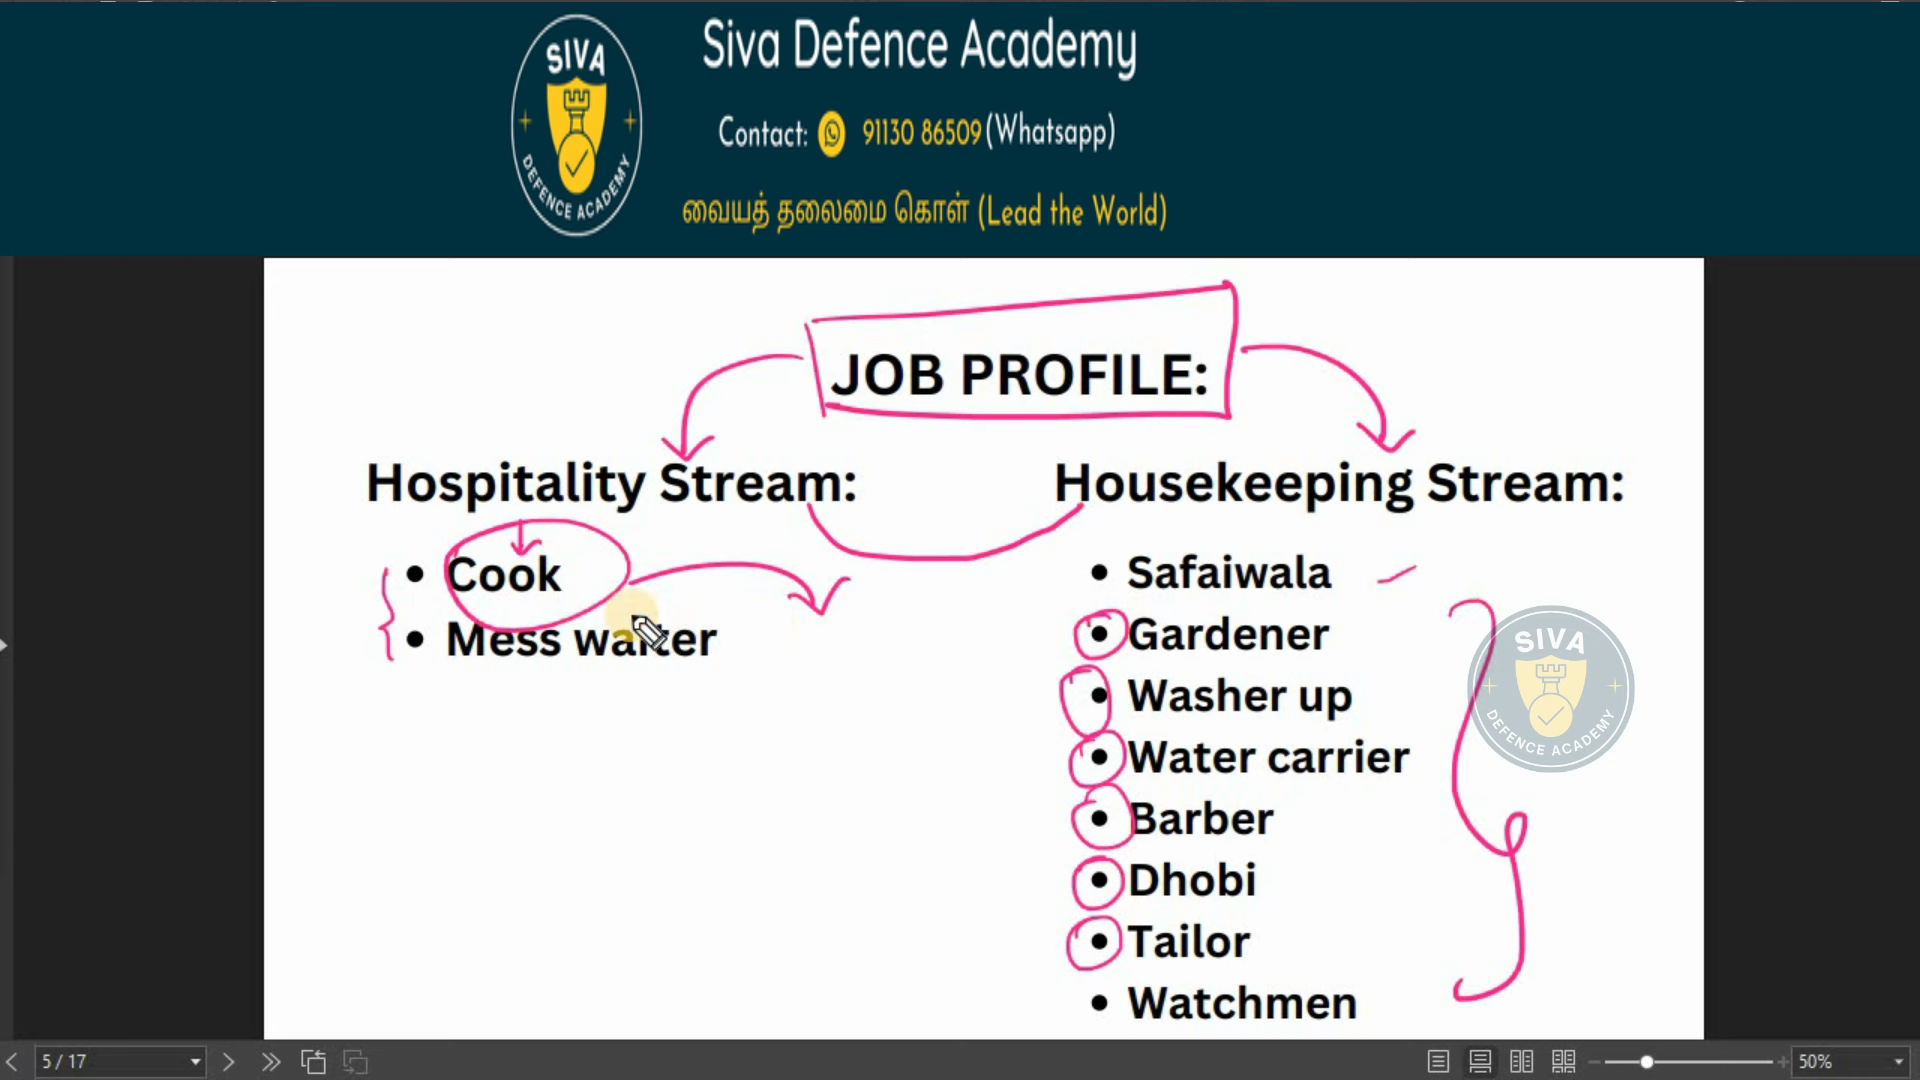 SIVA
DEFENCE ACADEMY
Siva Defence Academy
Contact: 91130 86509 (Whatsapp)
வையத் தலைமை கொள் (Lead the World)
JOB PROFILE:
Hospitality Stream:
• Cook
• Mess waiter
Housekeeping Stream:
• Safaiwala
• Gardener
• Washer up
• Water carrier
• Barber
• Dhobi
• Tailor
• Watchmen
SIVA
DEFENCE ACADEMY
5 / 17
50%